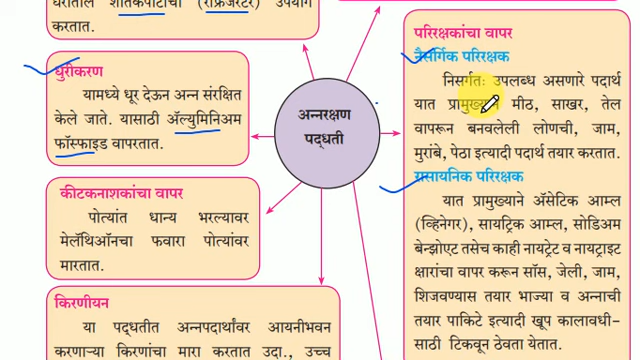 घरातील शीतकपाटाचा (रेफ्रिजरेटर) उपयोग
करतात.
धुरीकरण
यामध्ये धूर देऊन अन्न संरक्षित
केले जाते. यासाठी ॲल्युमिनिअम
फॉस्फाइड वापरतात.
कीटकनाशकांचा वापर
पोत्यांत धान्य भरल्यावर
मेलॅथिऑनचा फवारा पोत्यांवर
मारतात.
किरणीयन
या पद्धतीत अन्नपदार्थांवर आयनीभवन
करणाऱ्या किरणांचा मारा करतात उदा., उच्च
अन्नरक्षण
पद्धती
परिरक्षकांचा वापर
नैसर्गिक परिरक्षक
निसर्गतः उपलब्ध असणारे पदार्थ
यात प्रामुख्याने मीठ, साखर, तेल
वापरून बनवलेली लोणची, जाम,
मुरांबे, पेठा इत्यादी पदार्थ तयार करतात.
रासायनिक परिरक्षक
यात प्रामुख्याने ॲसेटिक आम्ल
(व्हिनेगर), सायट्रिक आम्ल, सोडिअम
बेन्झोएट तसेच काही नायट्रेट व नायट्राइट
क्षारांचा वापर करून सॉस, जेली, जाम,
शिजवण्यास तयार भाज्या व अन्नाची
तयार पाकिटे इत्यादी खूप कालावधी-
साठी टिकवून ठेवता येतात.